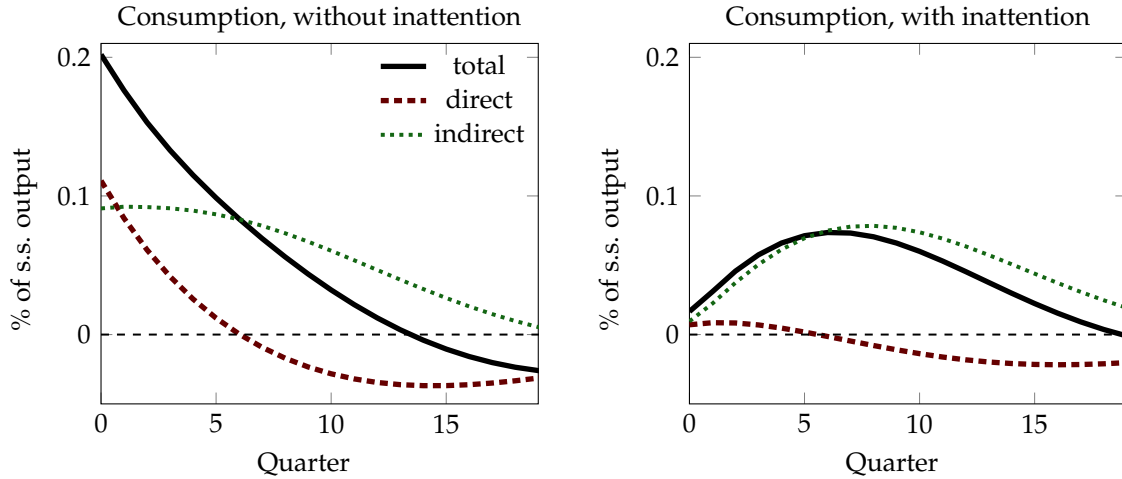 Consumption, without inattention
% of s.s. output
0.2
0.1
0
0
5
10
15
Quarter
total
direct
indirect
Consumption, with inattention
% of s.s. output
0.2
0.1
0
0
5
10
15
Quarter